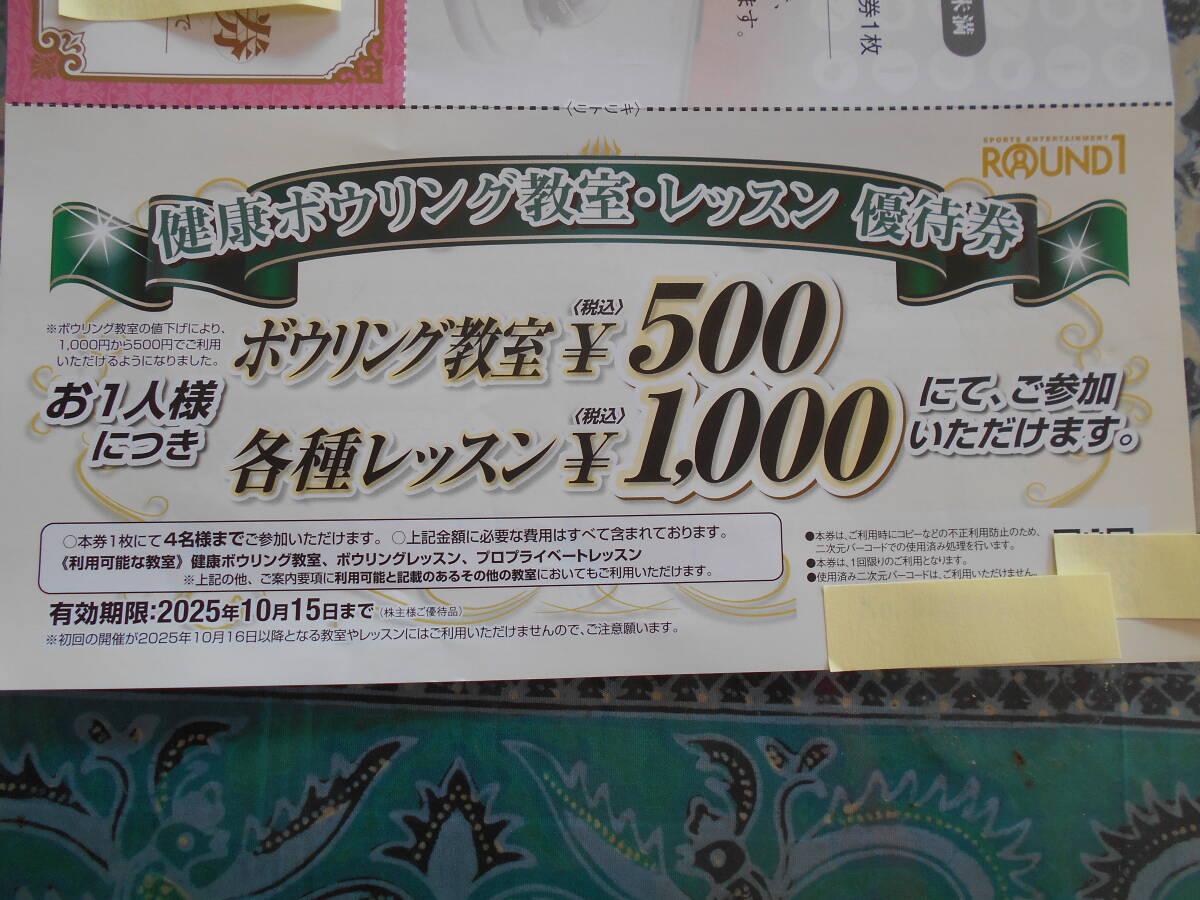 券
て
ます。
券1枚
未満
〈キリトリ〉
SPORTS ENTERTAINMENT
ROUND1
健康ボウリング教室・レッスン 優待券
※ボウリング教室の値下げにより、
1,000円から500円でご利用
いただけるようになりました。
お1人様
につき
ボウリング教室 〈税込〉 ¥500
各種レッスン 〈税込〉 ¥1,000
にて、ご参加
いただけます。
○本券1枚にて4名様までご参加いただけます。 ○上記金額に必要な費用はすべて含まれております。
《利用可能な教室》健康ボウリング教室、ボウリングレッスン、プロプライベートレッスン
※上記の他、ご案内要項に利用可能と記載のあるその他の教室においてもご利用いただけます。
有効期限:2025年10月15日まで (株主様ご優待品)
※初回の開催が2025年10月16日以降となる教室やレッスンにはご利用いただけませんので、ご注意願います。
●本券は、ご利用時にコピーなどの不正利用防止のため、
二次元バーコードでの使用済み処理を行います。
●本券は、1回限りのご利用となります。
●使用済み二次元バーコードは、ご利用いただけません。